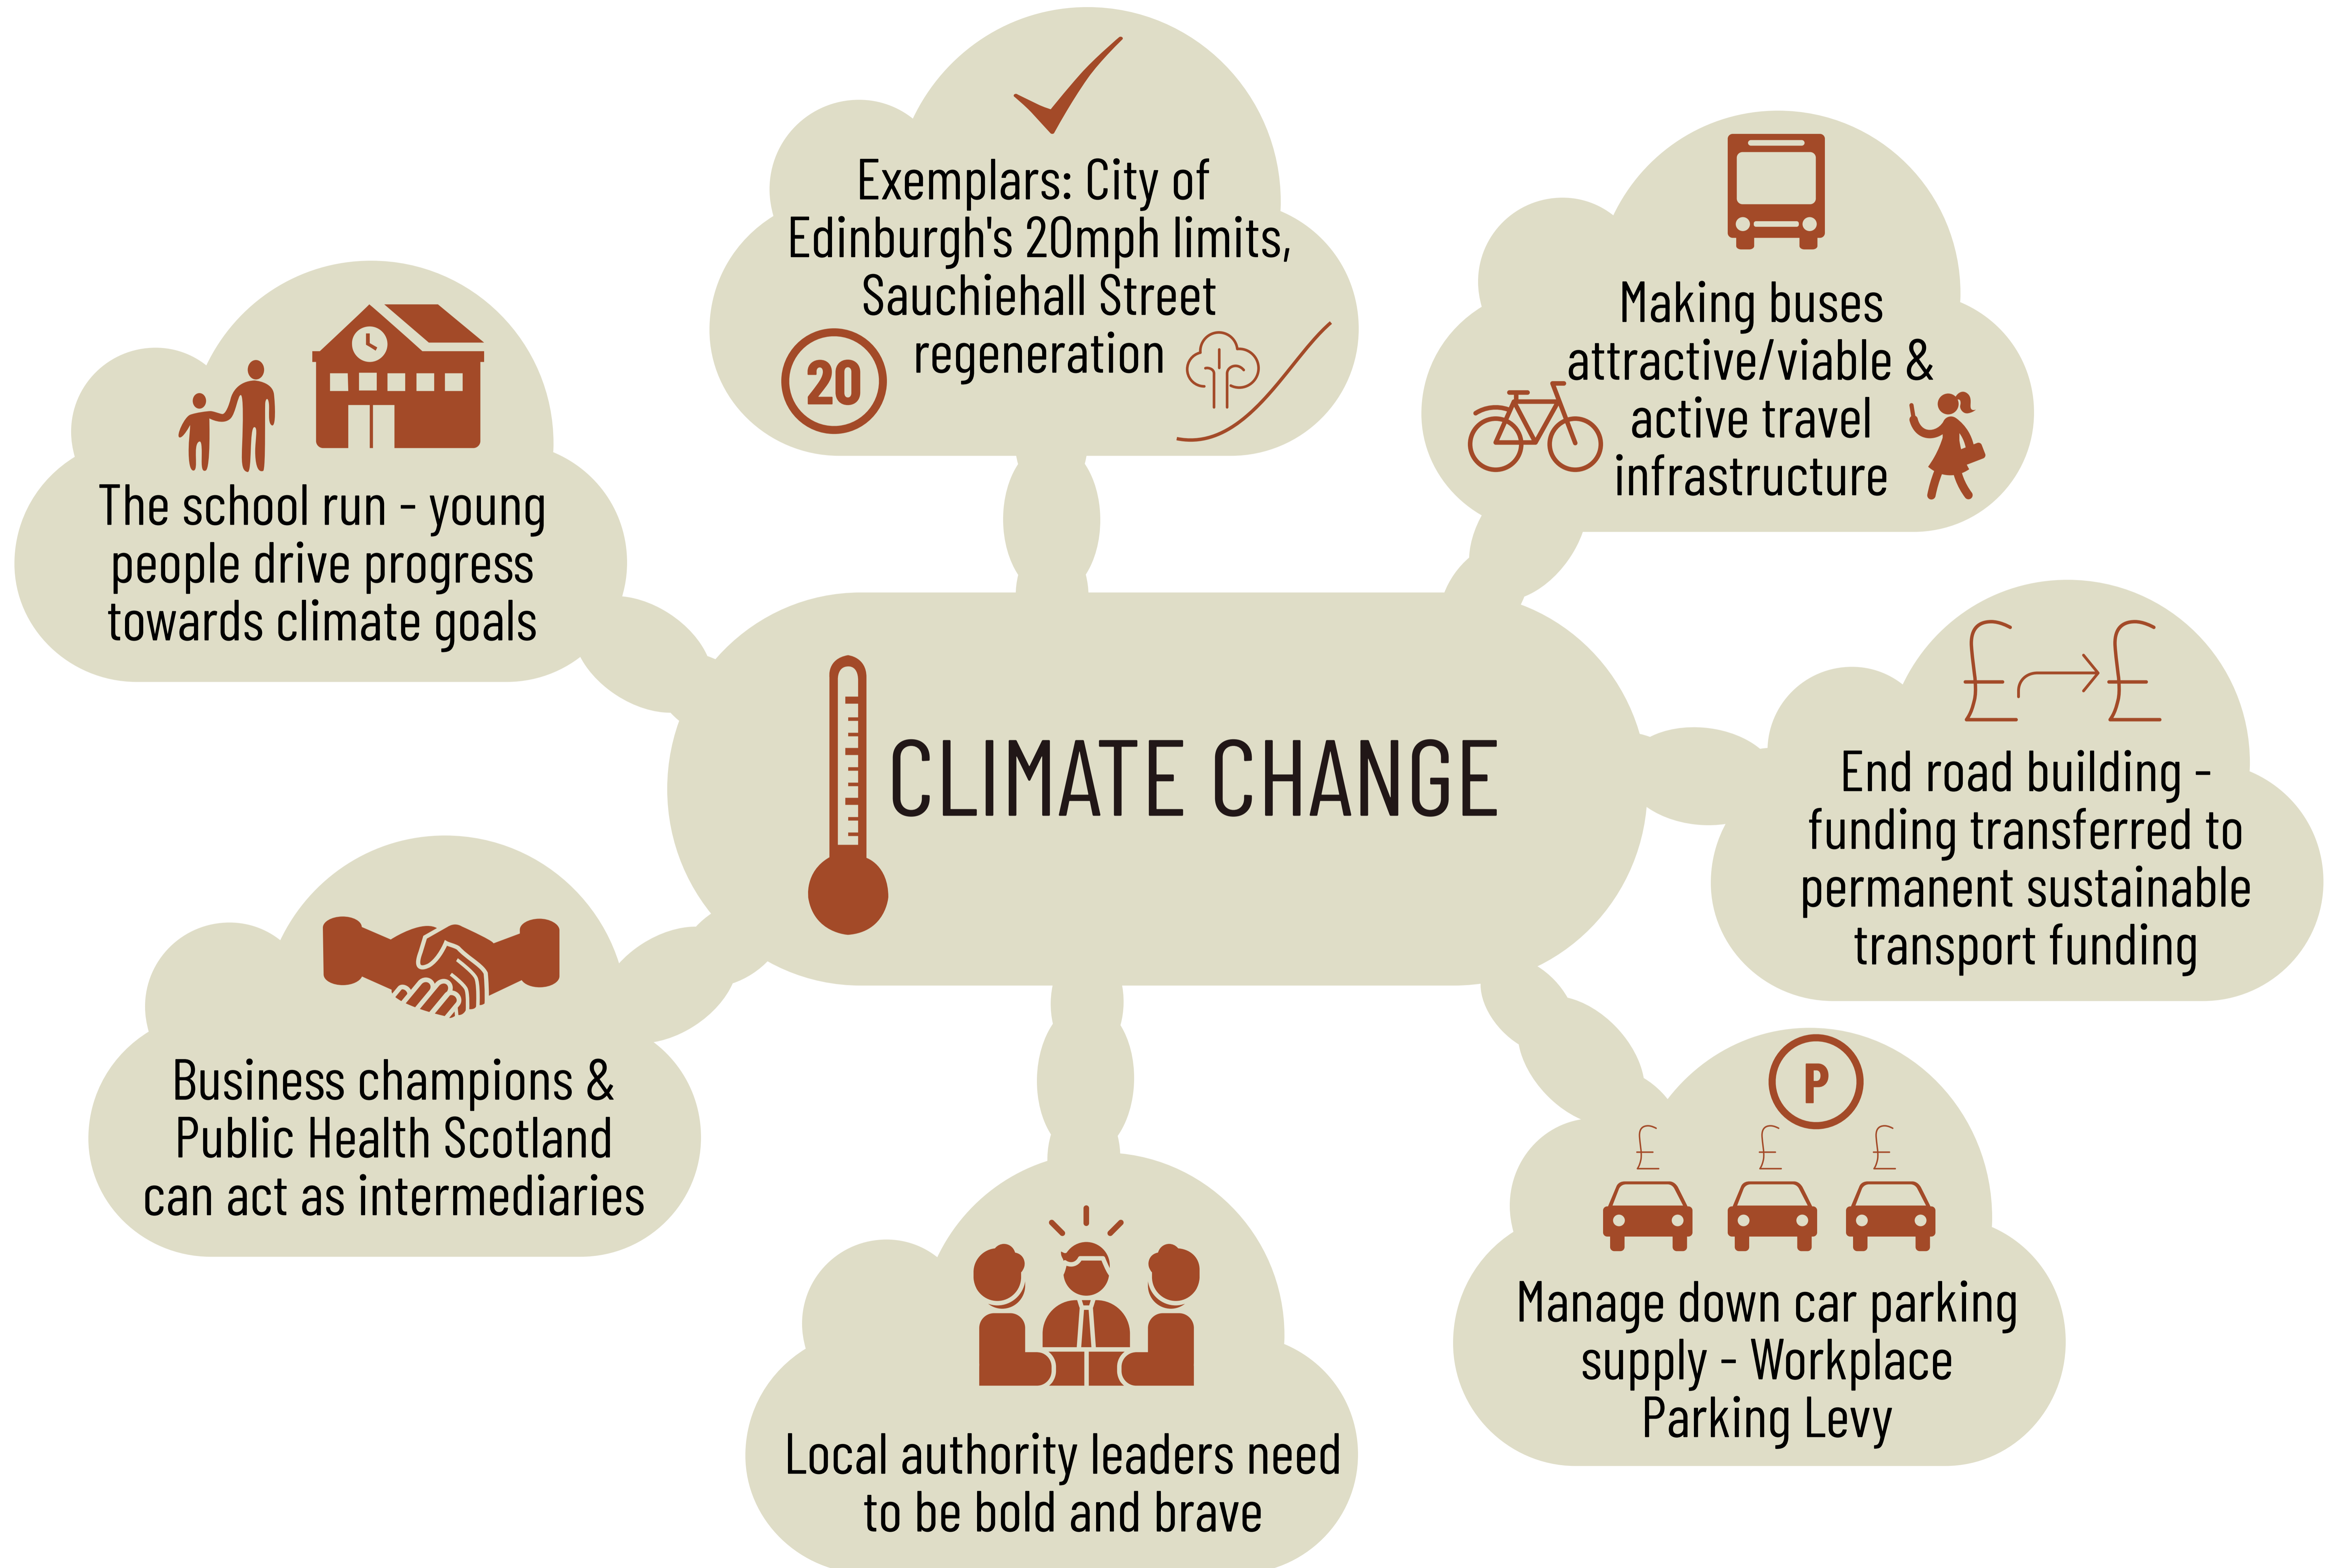 Exemplars: City of
Edinburgh's 20mph limits,
Sauchiehall Street
regeneration
20
Making buses
attractive/viable &
active travel
infrastructure
The school run - young
people drive progress
towards climate goals
CLIMATE CHANGE
£ £
End road building -
funding transferred to
permanent sustainable
transport funding
Business champions &
Public Health Scotland
can act as intermediaries
P
£ £ £
Manage down car parking
supply - Workplace
Parking Levy
Local authority leaders need
to be bold and brave